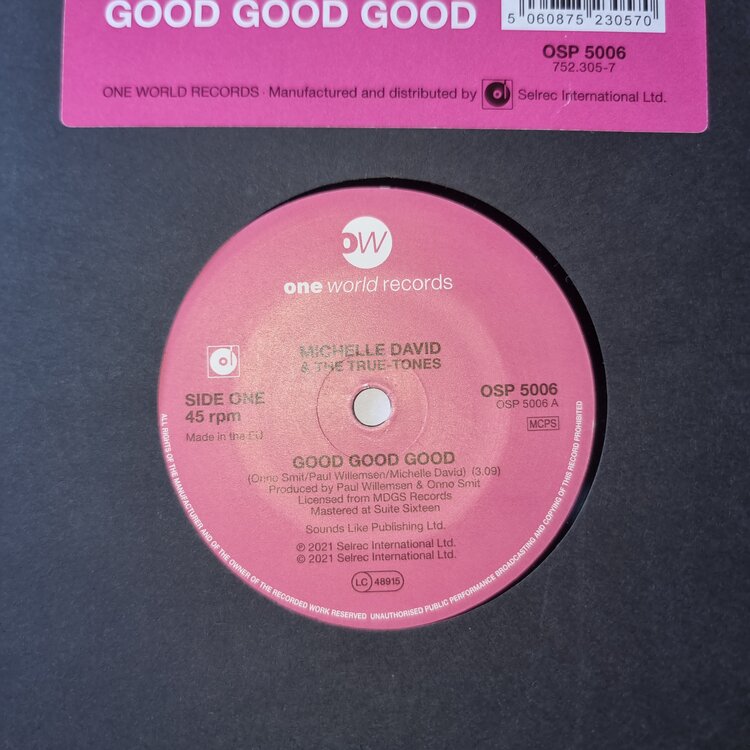 GOOD GOOD GOOD
5 060875 230570
OSP 5006
752.305-7
ONE WORLD RECORDS · Manufactured and distributed by d Selrec International Ltd.
OW
one world records
MICHELLE DAVID
& THE TRUE-TONES
d
SIDE ONE
45 rpm
Made in the EU
OSP 5006
OSP 5006 A
MCPS
GOOD GOOD GOOD
(Onno Smit/Paul Willemsen/Michelle David) (3.09)
Produced by Paul Willemsen & Onno Smit
Licensed from MDGS Records
Mastered at Suite Sixteen
Sounds Like Publishing Ltd.
℗ 2021 Selrec International Ltd.
© 2021 Selrec International Ltd.
LC 48915
ALL RIGHTS OF THE MANUFACTURER AND OF THE OWNER OF THE RECORDED WORK RESERVED UNAUTHORISED PUBLIC PERFORMANCE BROADCASTING AND COPYING OF THIS RECORD PROHIBITED